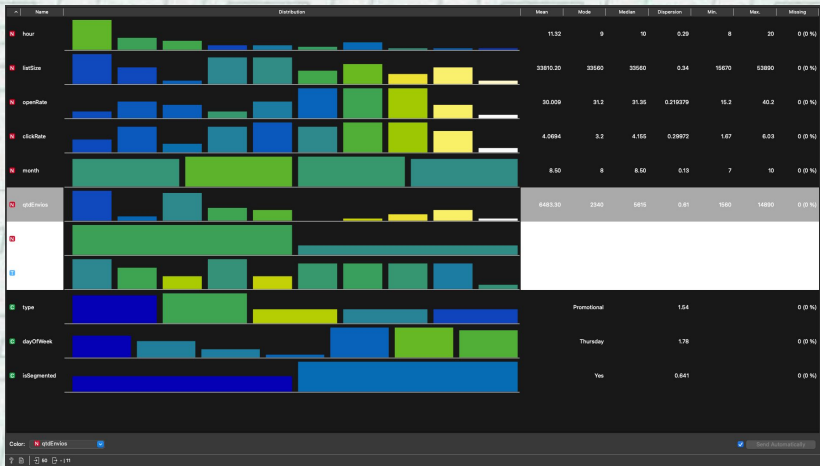 Name Distribution Mean Mode Median Dispersion Min. Max. Missing
N hour 11.32 9 10 0.29 8 20 0 (0 %)
N listSize 33810.20 33560 33560 0.34 15670 53890 0 (0 %)
N openRate 30.009 31.2 31.35 0.219379 15.2 40.2 0 (0 %)
N clickRate 4.0694 3.2 4.155 0.29972 1.67 6.03 0 (0 %)
N month 8.50 8 8.50 0.13 7 10 0 (0 %)
N qtdEnvios 6483.30 2340 5615 0.61 1560 14890 0 (0 %)
N
T
C type Promotional 1.54 0 (0 %)
C dayOfWeek Thursday 1.78 0 (0 %)
C isSegmented Yes 0.641 0 (0 %)
Color: N qtdEnvios Send Automatically
? 50 - | 11